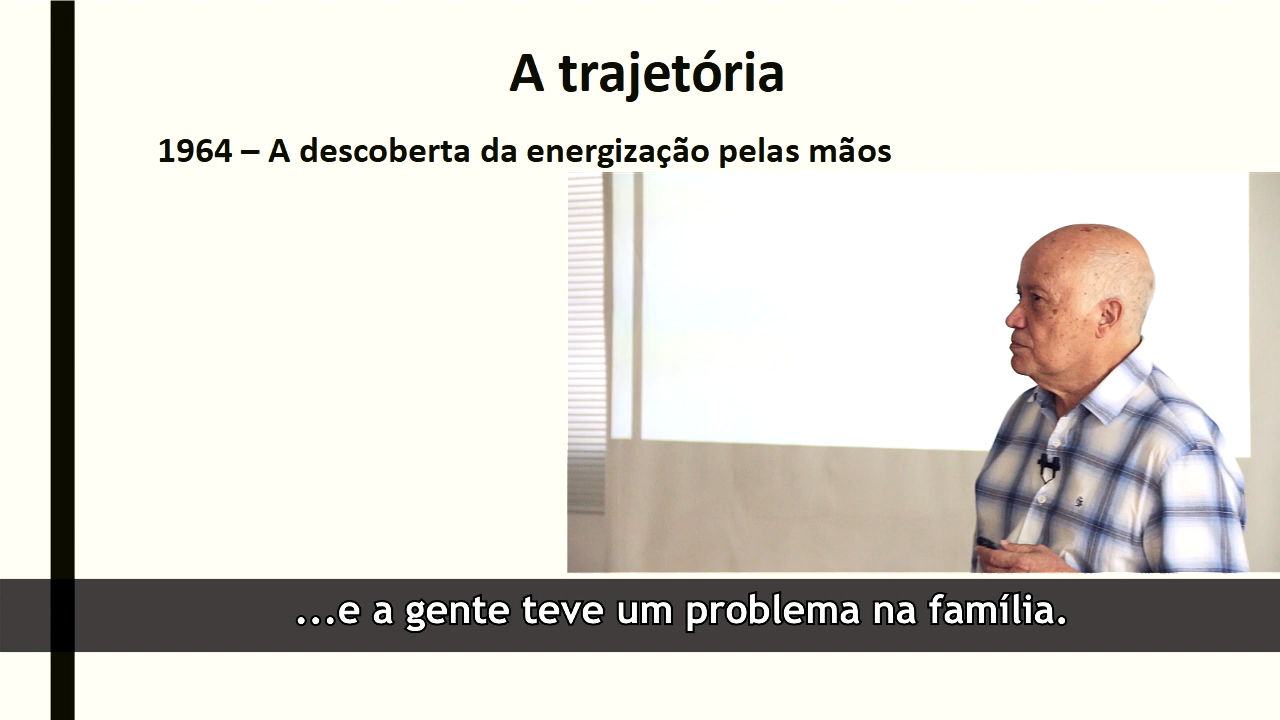 A trajetória
1964 – A descoberta da energização pelas mãos
...e a gente teve um problema na família.